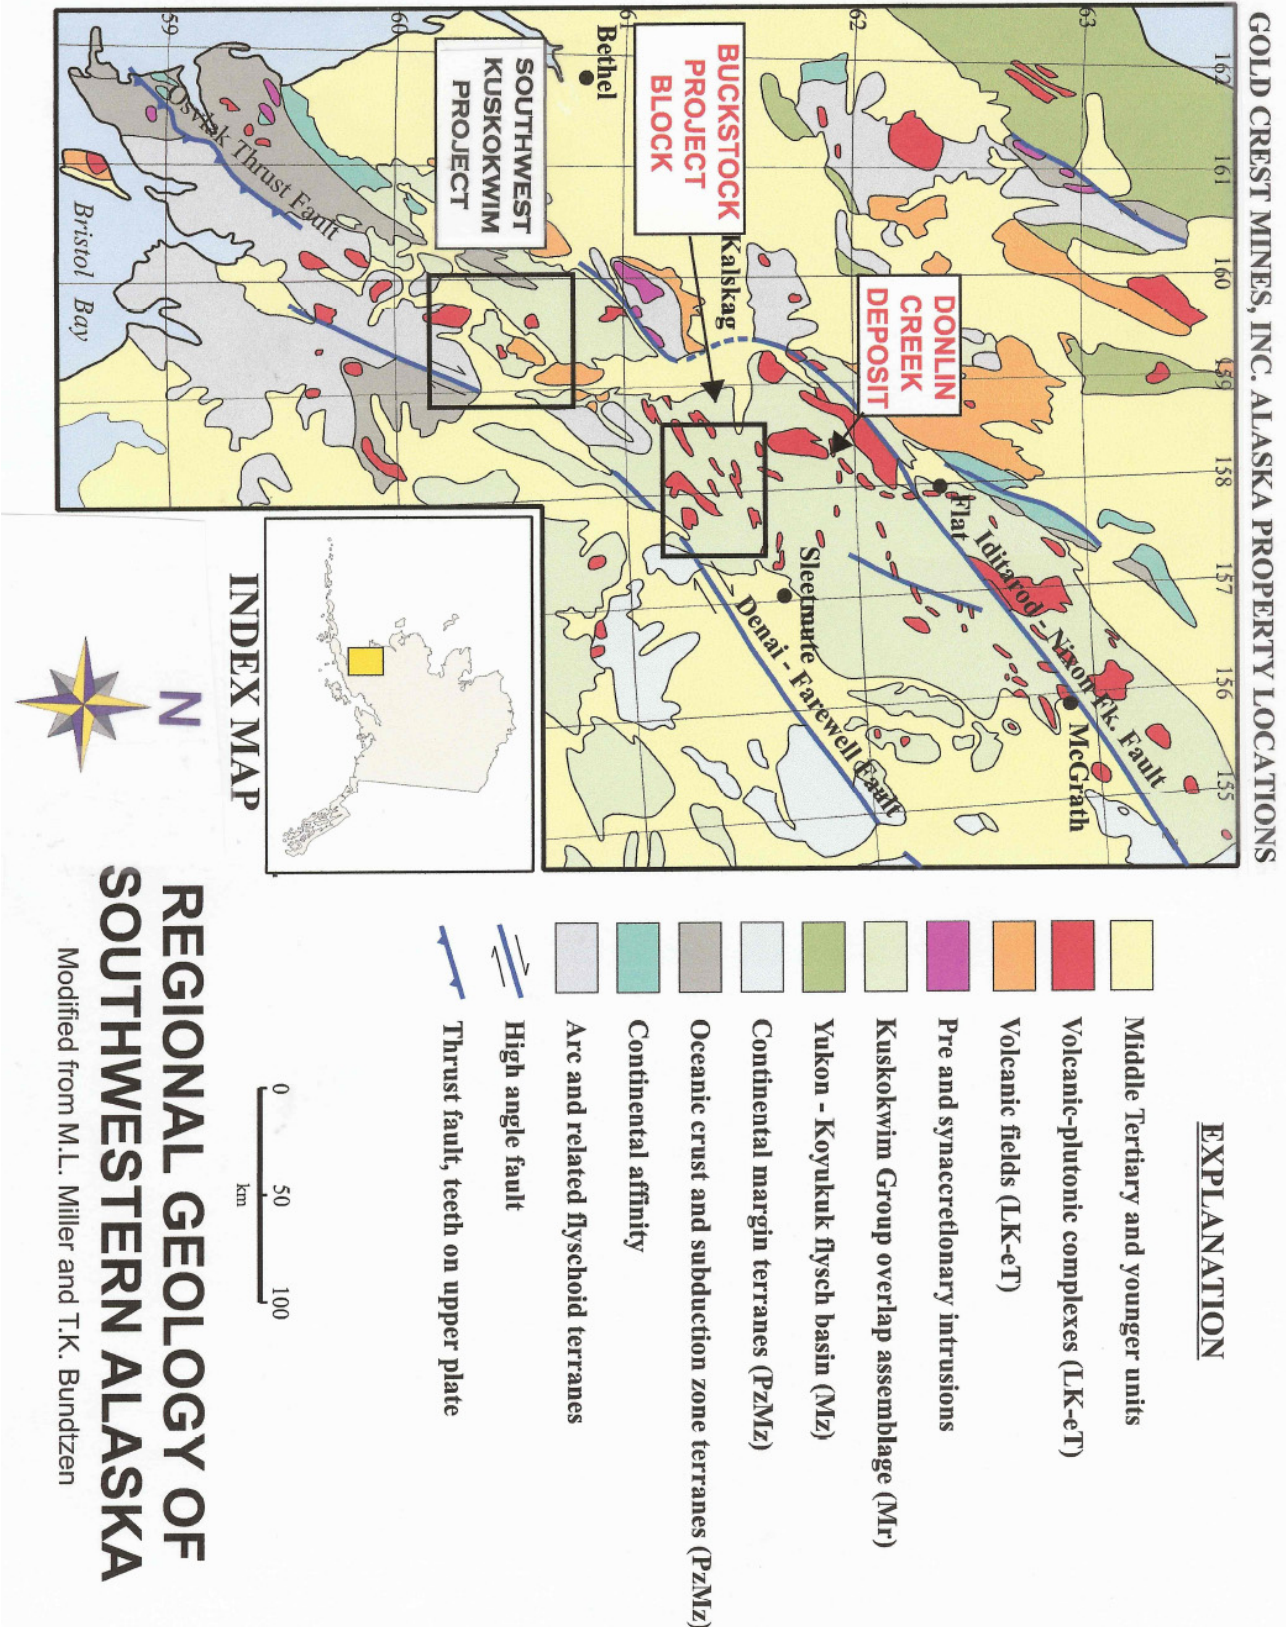 GOLD CREST MINES, INC. ALASKA PROPERTY LOCATIONS
162
161
160
159
158
157
156
155
63
62
61
60
59
DONLIN
CREEK
DEPOSIT
BUCKSTOCK
PROJECT
BLOCK
SOUTHWEST
KUSKOKWIM
PROJECT
Bethel
Kalskag
Flat
Iditarod - Nixon Fk. Fault
McGrath
Sleetmute
Denai - Farewell Fault
Osviak Thrust Fault
Bristol Bay
INDEX MAP
N
EXPLANATION
Middle Tertiary and younger units
Volcanic-plutonic complexes (LK-eT)
Volcanic fields (LK-eT)
Pre and synaccretlonary intrusions
Kuskokwim Group overlap assemblage (Mr)
Yukon - Koyukuk flysch basin (Mz)
Continental margin terranes (PzMz)
Oceanic crust and subduction zone terranes (PzMz)
Continental affinity
Arc and related flyschoid terranes
High angle fault
Thrust fault, teeth on upper plate
0 50 100
km
REGIONAL GEOLOGY OF
SOUTHWESTERN ALASKA
Modified from M.L. Miller and T.K. Bundtzen